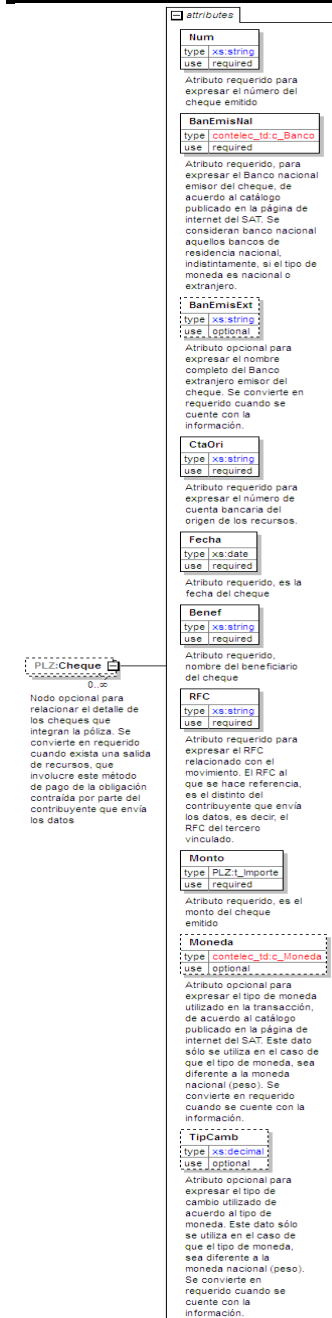 attributes
Num
type xs:string
use required
Atributo requerido para
expresar el número del
cheque emitido
BanEmisNal
type contelec_td:c_Banco
use required
Atributo requerido, para
expresar el Banco nacional
emisor del cheque, de
acuerdo al catálogo
publicado en la página de
internet del SAT. Se
consideran banco nacional
aquellos bancos de
residencia nacional,
indistintamente, si el tipo de
moneda es nacional o
extranjero.
BanEmisExt
type xs:string
use optional
Atributo opcional para
expresar el nombre
completo del Banco
extranjero emisor del
cheque. Se convierte en
requerido cuando se
cuente con la
información.
CtaOri
type xs:string
use required
Atributo requerido para
expresar el número de
cuenta bancaria del
origen de los recursos.
Fecha
type xs:date
use required
Atributo requerido, es la
fecha del cheque
Benef
type xs:string
use required
Atributo requerido,
nombre del beneficiario
del cheque
PLZ:Cheque
0..∞
Nodo opcional para
relacionar el detalle de
los cheques que
integran la póliza. Se
convierte en requerido
cuando exista una salida
de recursos, que
involucre este método
de pago de la obligación
contraída por parte del
contribuyente que envía
los datos
RFC
type xs:string
use required
Atributo requerido para
expresar el RFC
relacionado con el
movimiento. El RFC al
que se hace referencia,
es el distinto del
contribuyente que envía
los datos, es decir, el
RFC del tercero
vinculado.
Monto
type PLZ:t_Importe
use required
Atributo requerido, es el
monto del cheque
emitido
Moneda
type contelec_td:c_Moneda
use optional
Atributo opcional para
expresar el tipo de moneda
utilizado en la transacción,
de acuerdo al catálogo
publicado en la página de
internet del SAT. Este dato
sólo se utiliza en el caso de
que el tipo de moneda, sea
diferente a la moneda
nacional (peso). Se
convierte en requerido
cuando se cuente con la
información.
TipCamb
type xs:decimal
use optional
Atributo opcional para
expresar el tipo de
cambio utilizado de
acuerdo al tipo de
moneda. Este dato sólo
se utiliza en el caso de
que el tipo de moneda,
sea diferente a la
moneda nacional (peso).
Se convierte en
requerido cuando se
cuente con la
información.